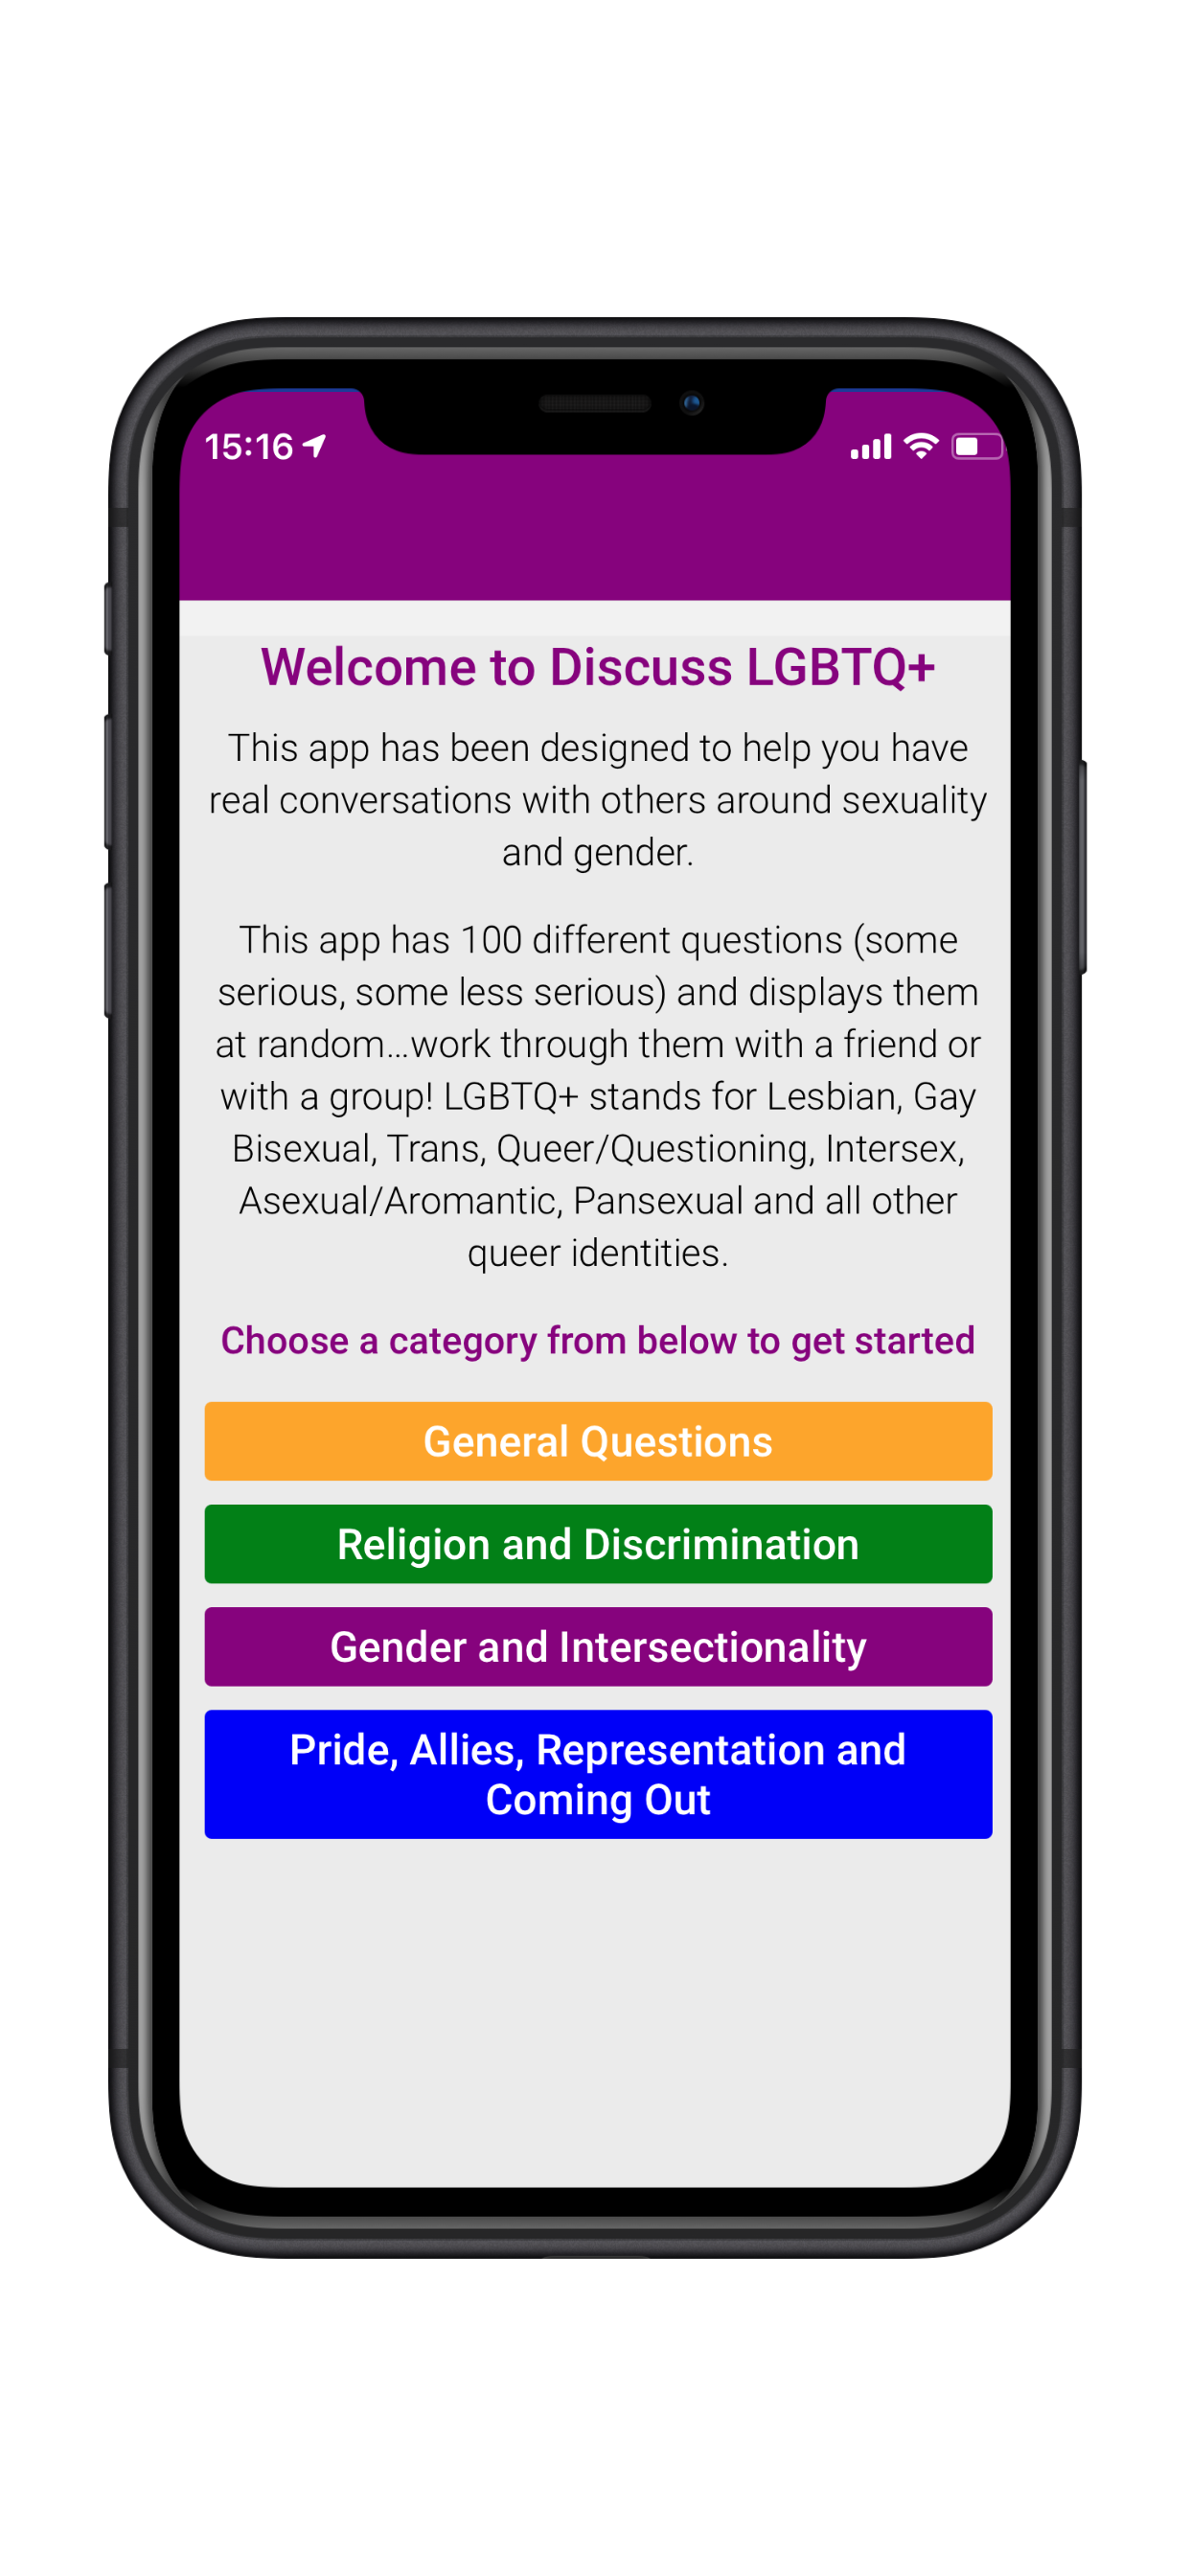 15:16
Welcome to Discuss LGBTQ+
This app has been designed to help you have
real conversations with others around sexuality
and gender.
This app has 100 different questions (some
serious, some less serious) and displays them
at random...work through them with a friend or
with a group! LGBTQ+ stands for Lesbian, Gay
Bisexual, Trans, Queer/Questioning, Intersex,
Asexual/Aromantic, Pansexual and all other
queer identities.
Choose a category from below to get started
General Questions
Religion and Discrimination
Gender and Intersectionality
Pride, Allies, Representation and
Coming Out